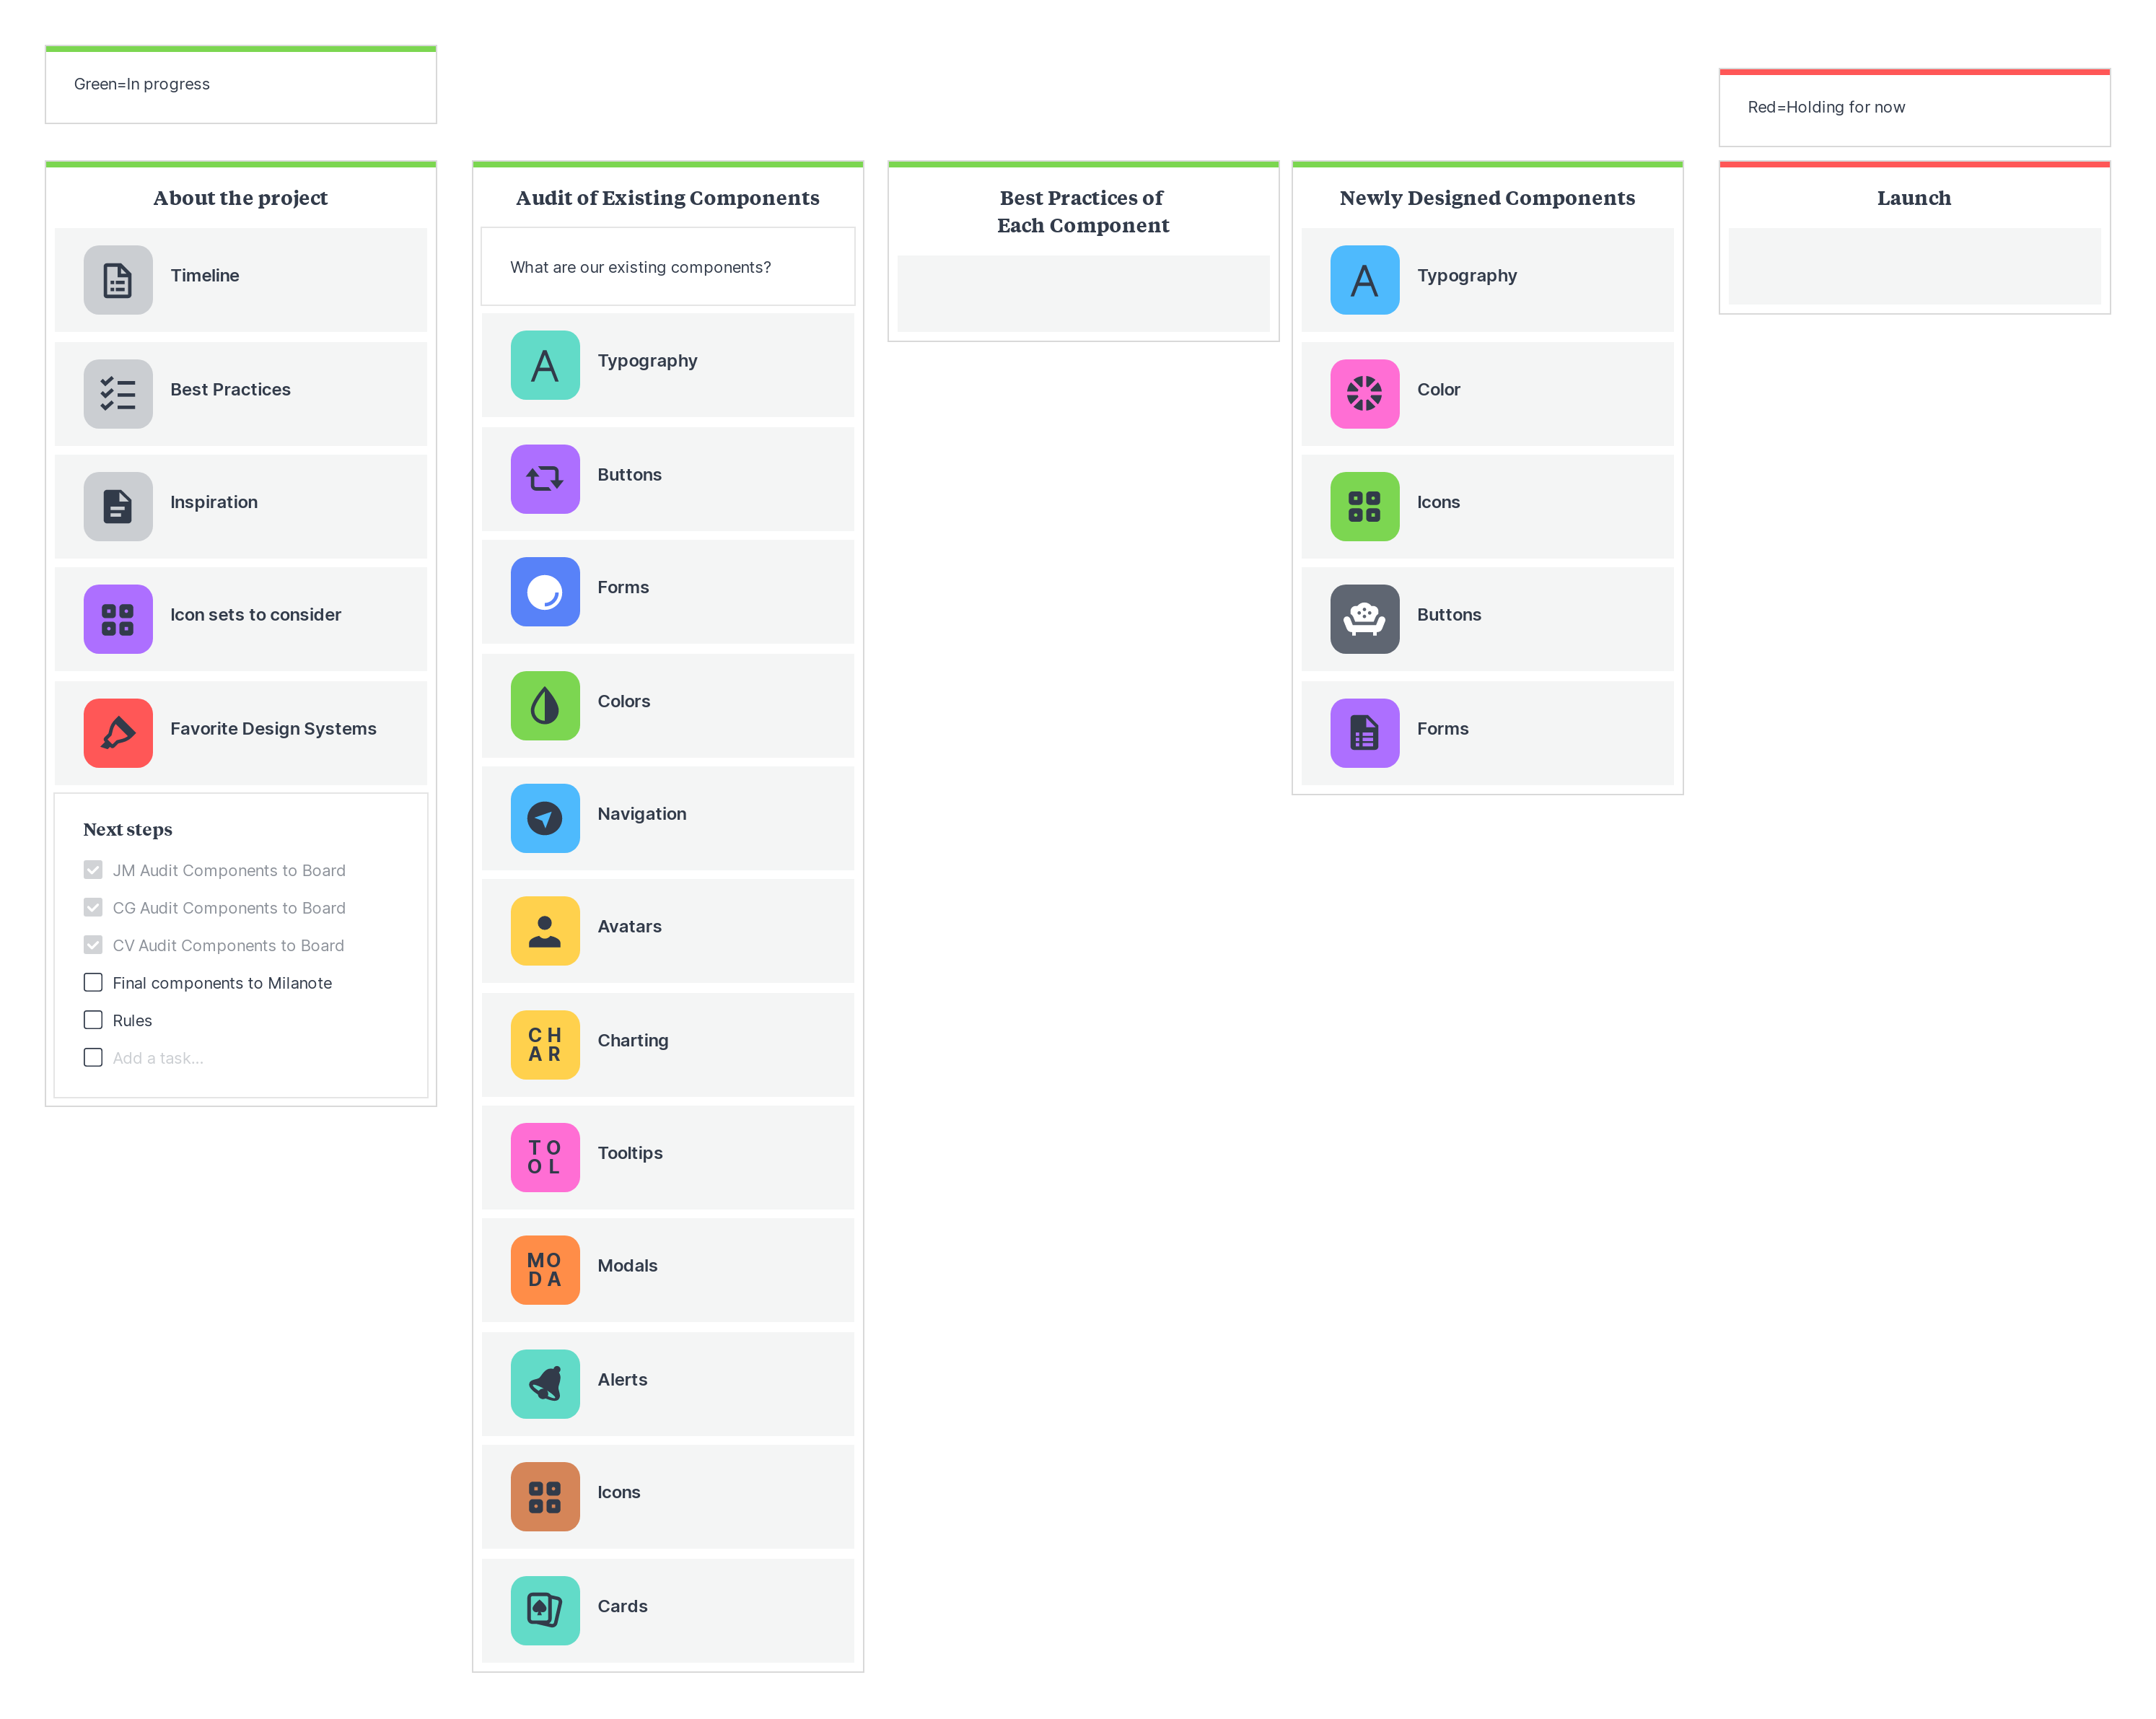 Green=In progress
Red=Holding for now
About the project
Timeline
Best Practices
Inspiration
Icon sets to consider
Favorite Design Systems
Next steps
JM Audit Components to Board
CG Audit Components to Board
CV Audit Components to Board
Final components to Milanote
Rules
Add a task...
Audit of Existing Components
What are our existing components?
A
Typography
Buttons
Forms
Colors
Navigation
Avatars
CH
AR
Charting
TO
OL
Tooltips
MO
DA
Modals
Alerts
Icons
Cards
Best Practices of
Each Component
Newly Designed Components
A
Typography
Color
Icons
Buttons
Forms
Launch